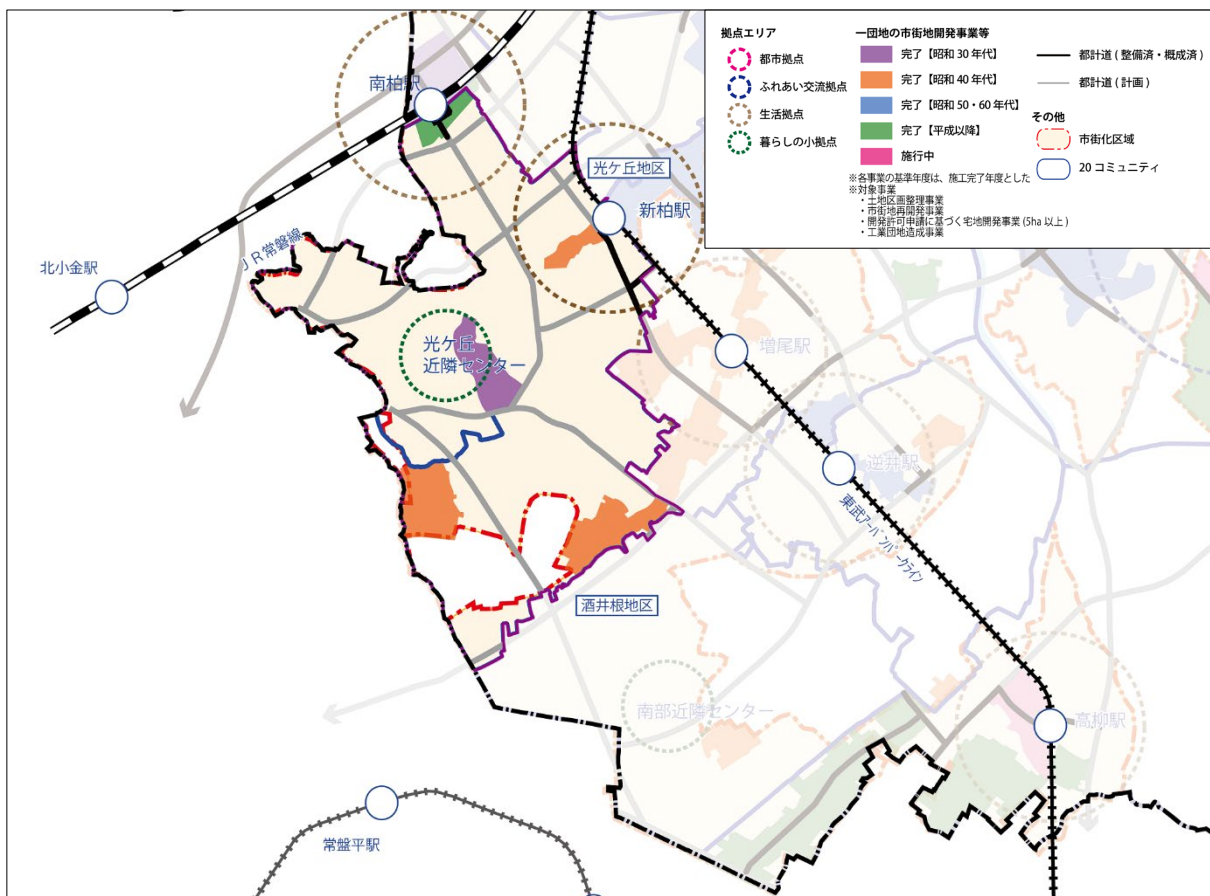 拠点エリア
都市拠点
ふれあい交流拠点
生活拠点
暮らしの小拠点
一団地の市街地開発事業等
完了【昭和30年代】
完了【昭和40年代】
完了【昭和50・60年代】
完了【平成以降】
施行中
※各事業の基準年度は、施工完了年度とした
※対象事業
・土地区画整理事業
・市街地再開発事業
・開発許可申請に基づく宅地開発事業(5ha以上)
・工業団地造成事業
都計道(整備済・概成済)
都計道(計画)
その他
市街化区域
20コミュニティ
南柏駅
光ケ丘地区
新柏駅
JR常磐線
北小金駅
光ケ丘
近隣センター
増尾駅
逆井駅
東武アーバンパークライン
酒井根地区
南部近隣センター
高柳駅
常盤平駅